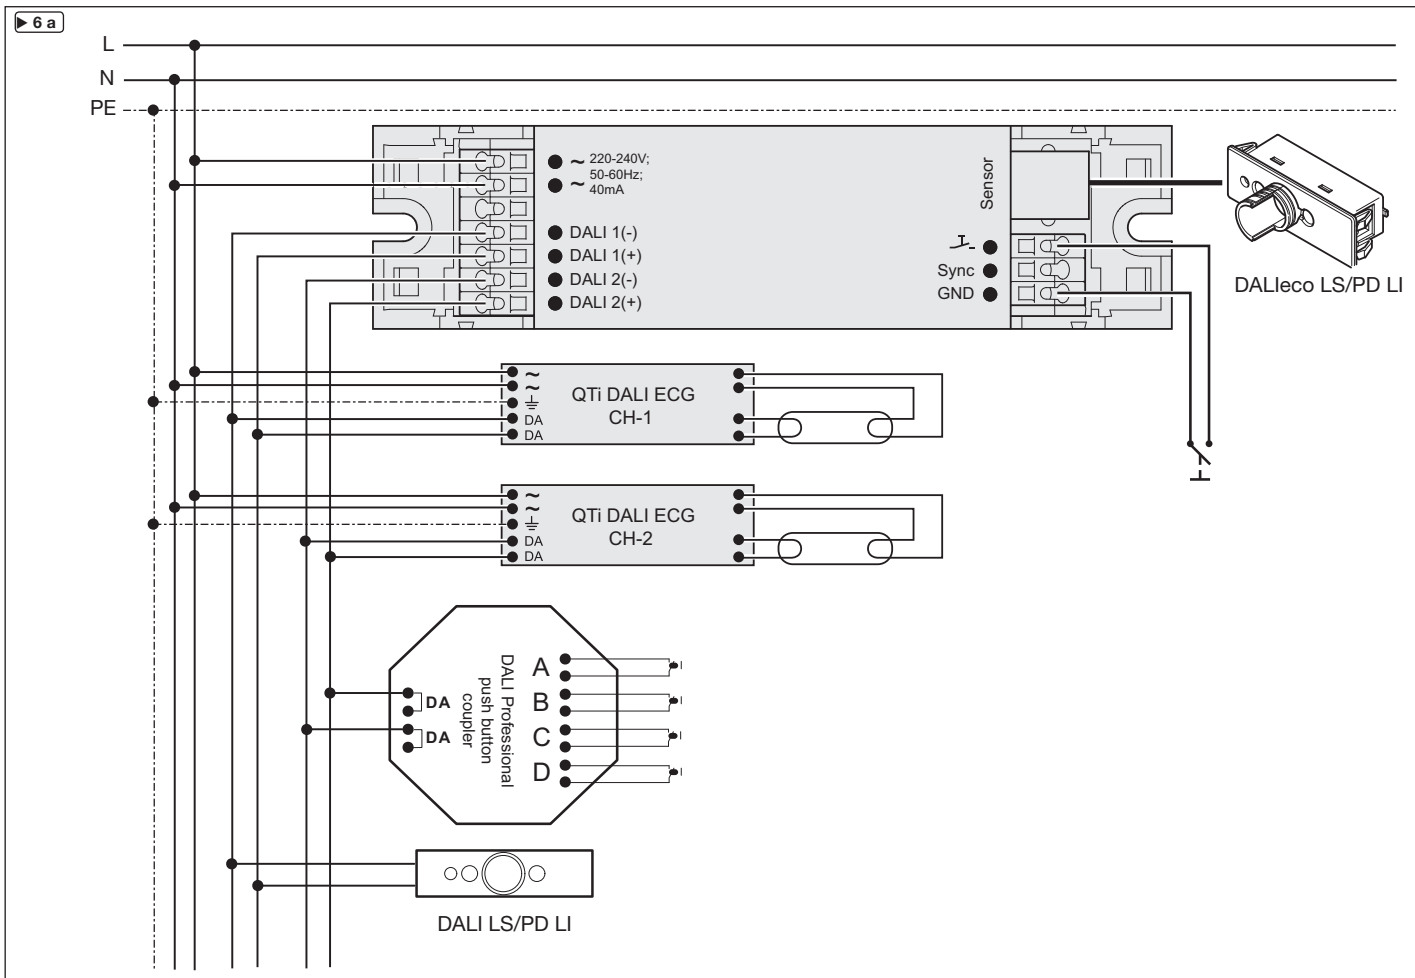 6 a
L
N
PE
~ 220-240V;
50-60Hz;
~ 40mA
DALI 1(-)
DALI 1(+)
DALI 2(-)
DALI 2(+)
Sensor
Sync
GND
DALIeco LS/PD LI
~
~
DA
DA
QTi DALI ECG
CH-1
~
~
DA
DA
QTi DALI ECG
CH-2
DA
DA
DALI Professional
push button
coupler
A
B
C
D
DALI LS/PD LI